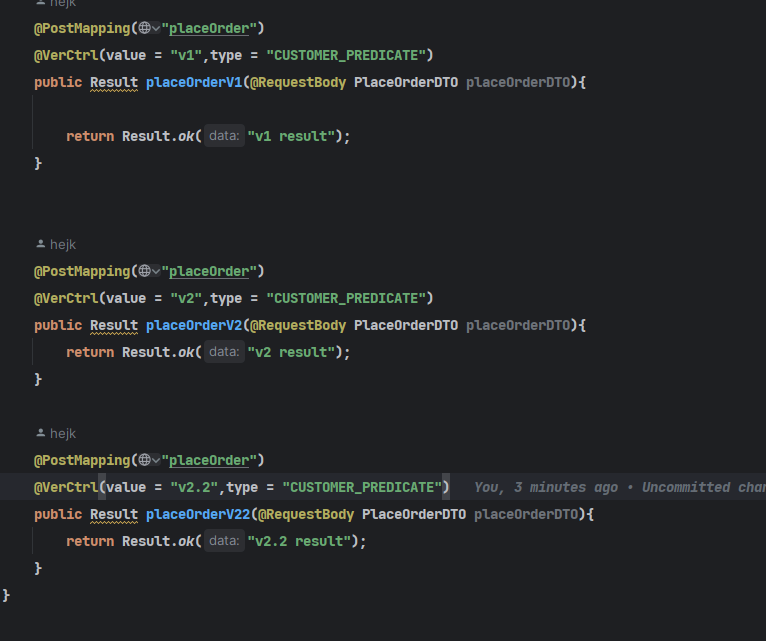 hejk
@PostMapping("placeOrder")
@VerCtrl(value = "v1",type = "CUSTOMER_PREDICATE")
public Result placeOrderV1(@RequestBody PlaceOrderDTO placeOrderDTO){
return Result.ok( data: "v1 result");
}
hejk
@PostMapping("placeOrder")
@VerCtrl(value = "v2",type = "CUSTOMER_PREDICATE")
public Result placeOrderV2(@RequestBody PlaceOrderDTO placeOrderDTO){
return Result.ok( data: "v2 result");
}
hejk
@PostMapping("placeOrder")
@VerCtrl(value = "v2.2",type = "CUSTOMER_PREDICATE") You, 3 minutes ago • Uncommitted
public Result placeOrderV22(@RequestBody PlaceOrderDTO placeOrderDTO){
return Result.ok( data: "v2.2 result");
}
}